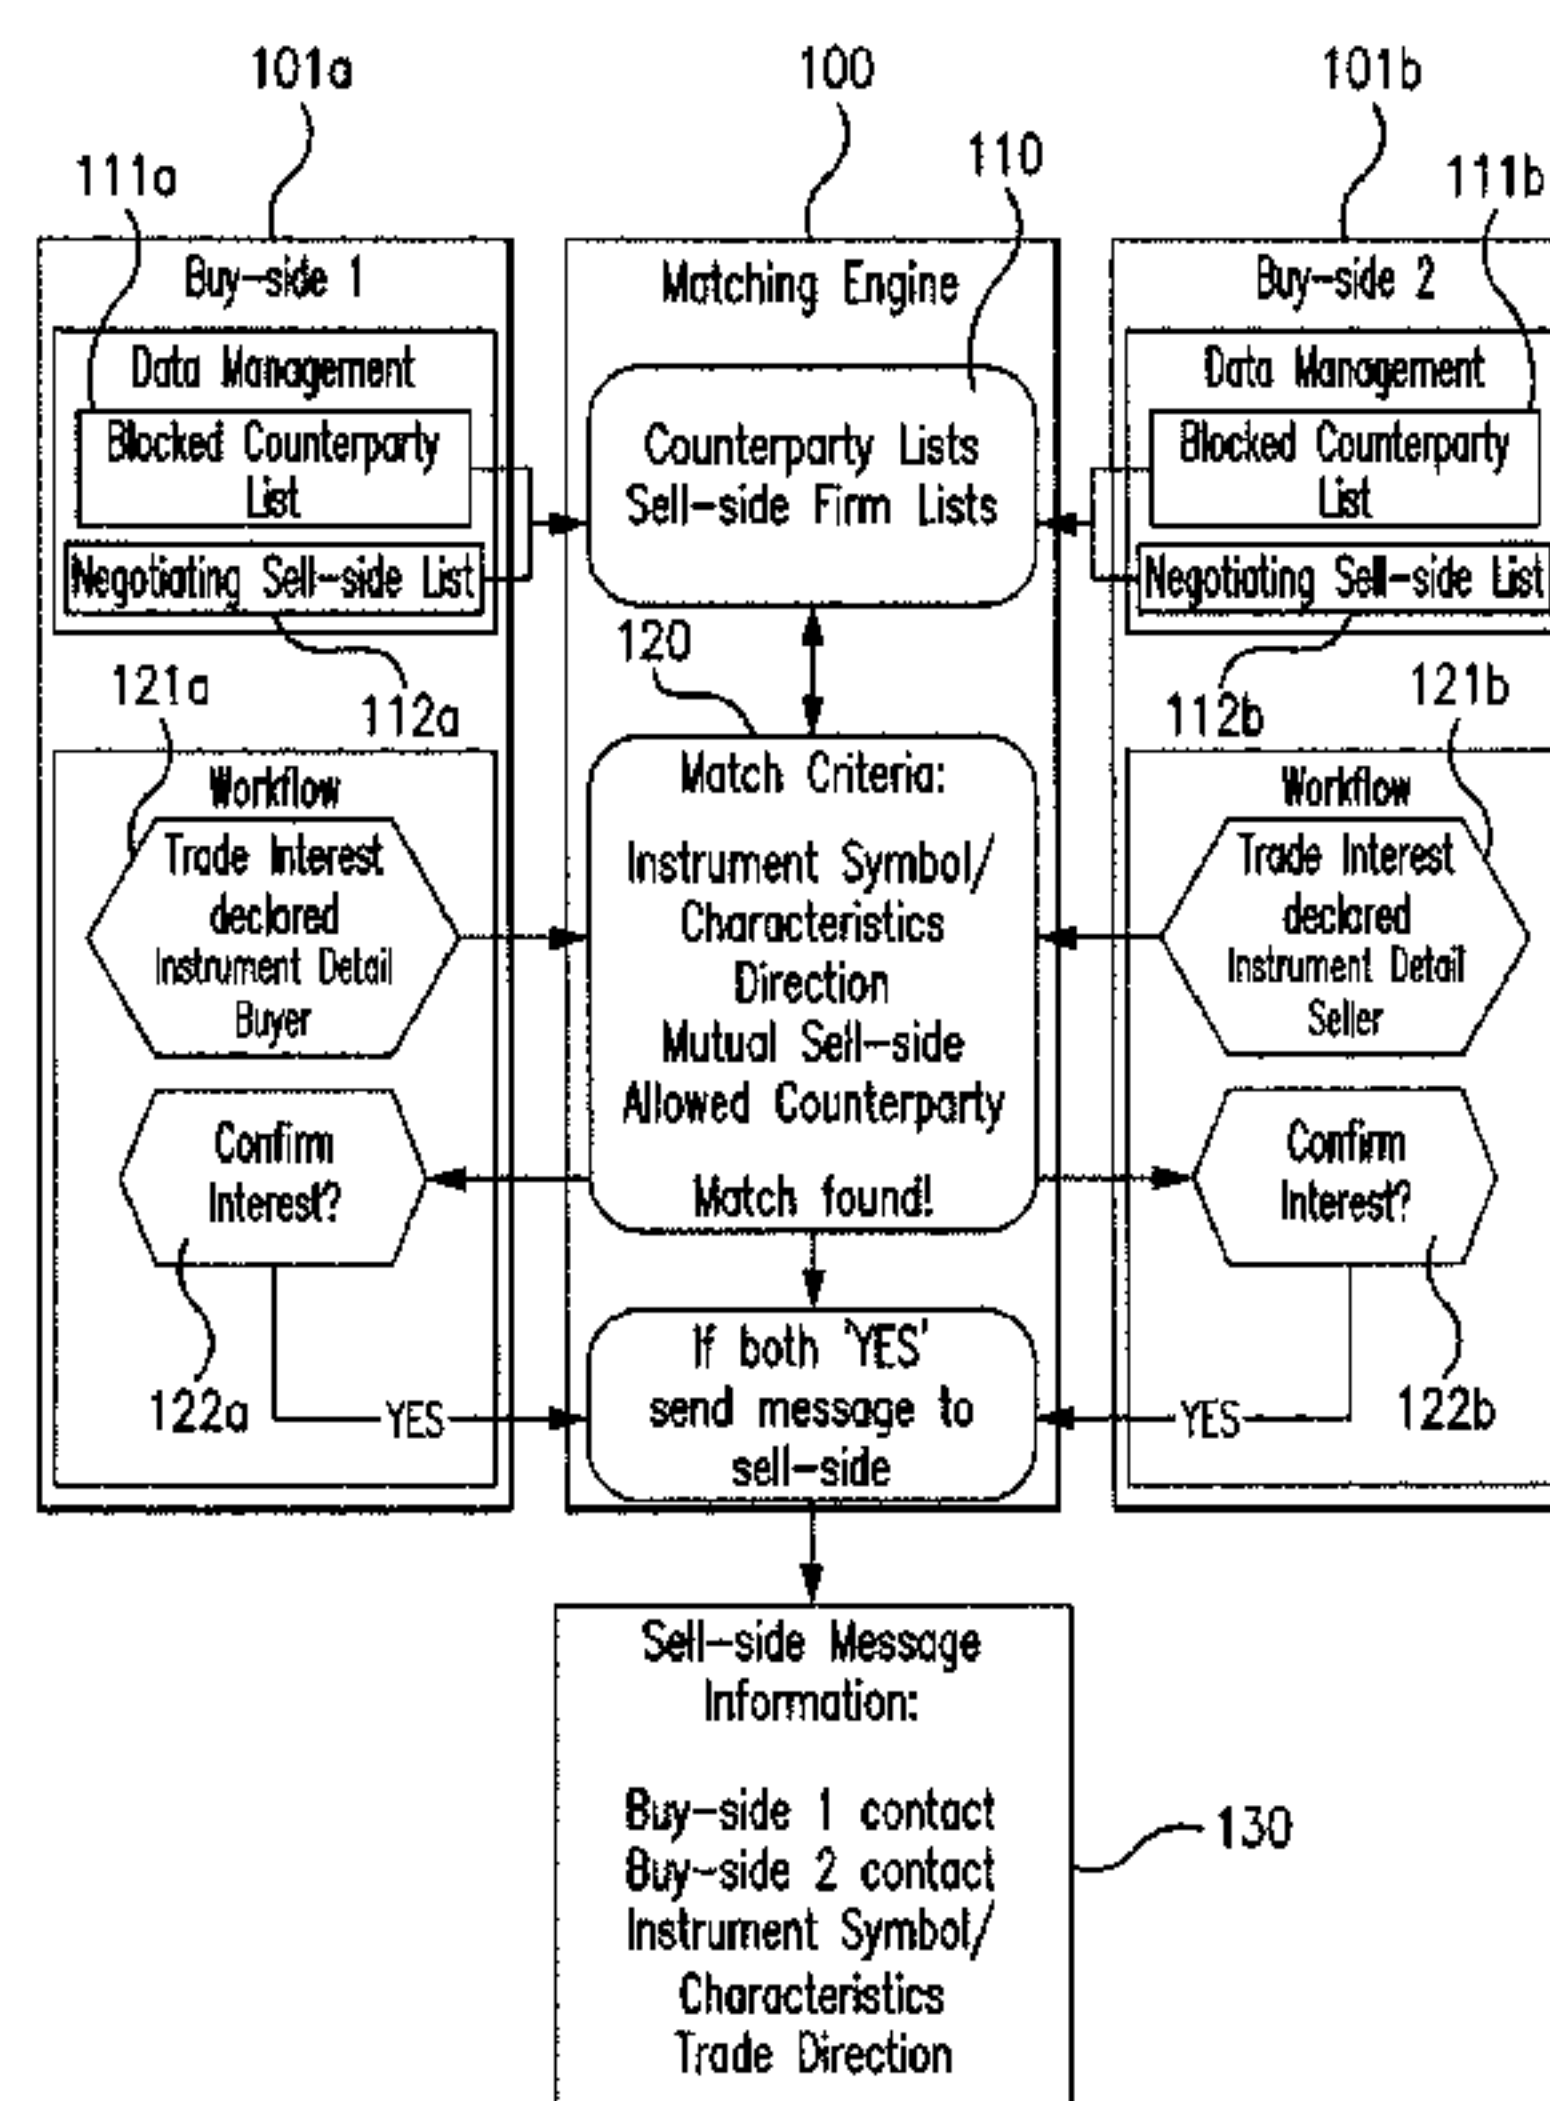 101a
100
101b
111a
110
111b
Buy-side 1
Data Management
Blocked Counterparty
List
Negotiating Sell-side List
112a
121a
Workflow
Trade Interest
declared
Instrument Detail
Buyer
Confirm
Interest?
122a
YES
Matching Engine
Counterparty Lists
Sell-side Firm Lists
120
Match Criteria:
Instrument Symbol/
Characteristics
Direction
Mutual Sell-side
Allowed Counterparty
Match found!
If both 'YES'
send message to
sell-side
Buy-side 2
Data Management
Blocked Counterparty
List
Negotiating Sell-side List
112b
121b
Workflow
Trade Interest
declared
Instrument Detail
Seller
Confirm
Interest?
122b
YES
Sell-side Message
Information:
Buy-side 1 contact
Buy-side 2 contact
Instrument Symbol/
Characteristics
Trade Direction
130